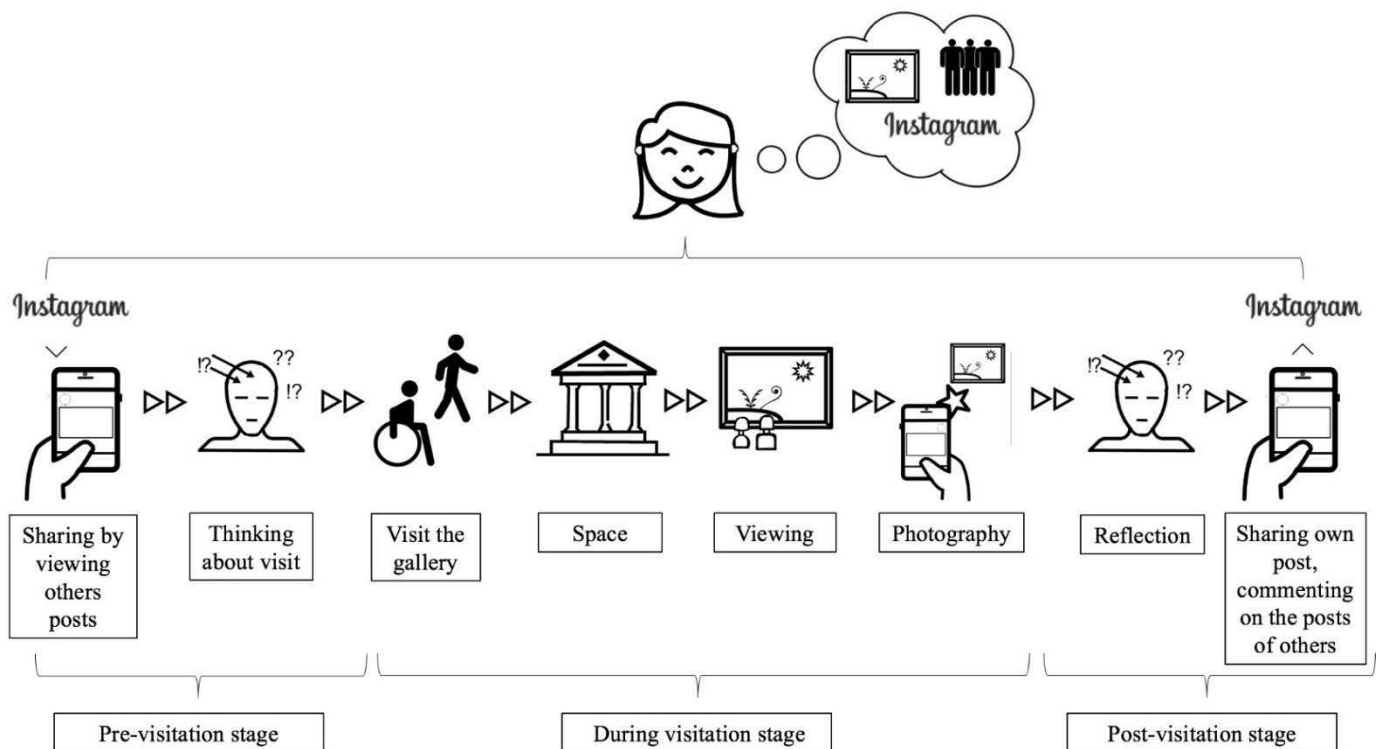 Instagram
Instagram
Instagram
!?
??
!?
!?
??
!?
Sharing by
viewing
others
posts
Thinking
about visit
Visit the
gallery
Space
Viewing
Photography
Reflection
Sharing own
post,
commenting
on the posts
of others
Pre-visitation stage
During visitation stage
Post-visitation stage